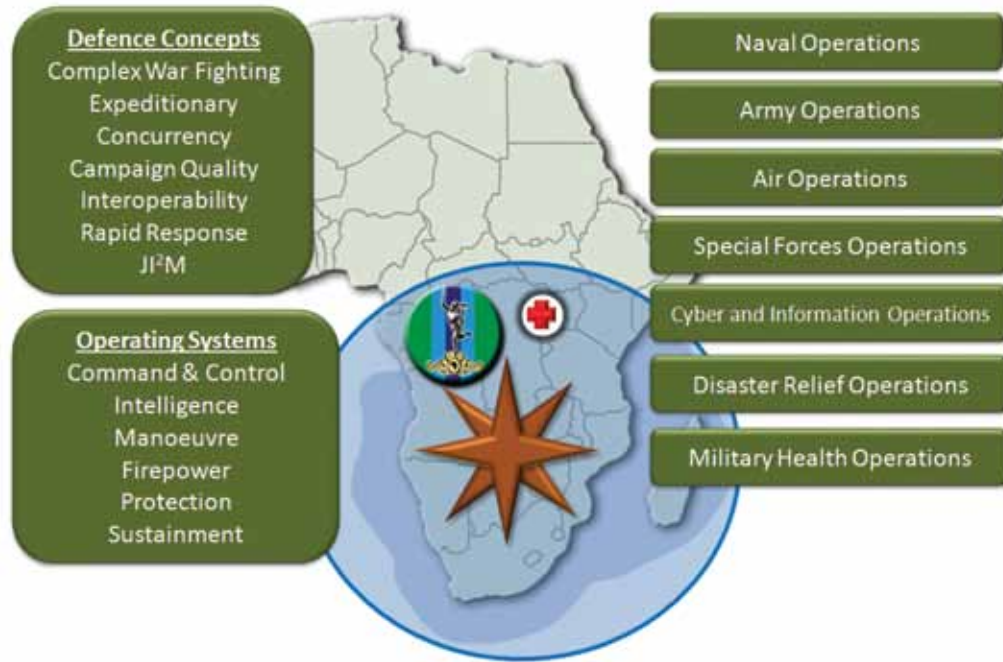 Defence Concepts
Complex War Fighting
Expeditionary
Concurrency
Campaign Quality
Interoperability
Rapid Response
JI²M
Operating Systems
Command & Control
Intelligence
Manoeuvre
Firepower
Protection
Sustainment
Naval Operations
Army Operations
Air Operations
Special Forces Operations
Cyber and Information Operations
Disaster Relief Operations
Military Health Operations